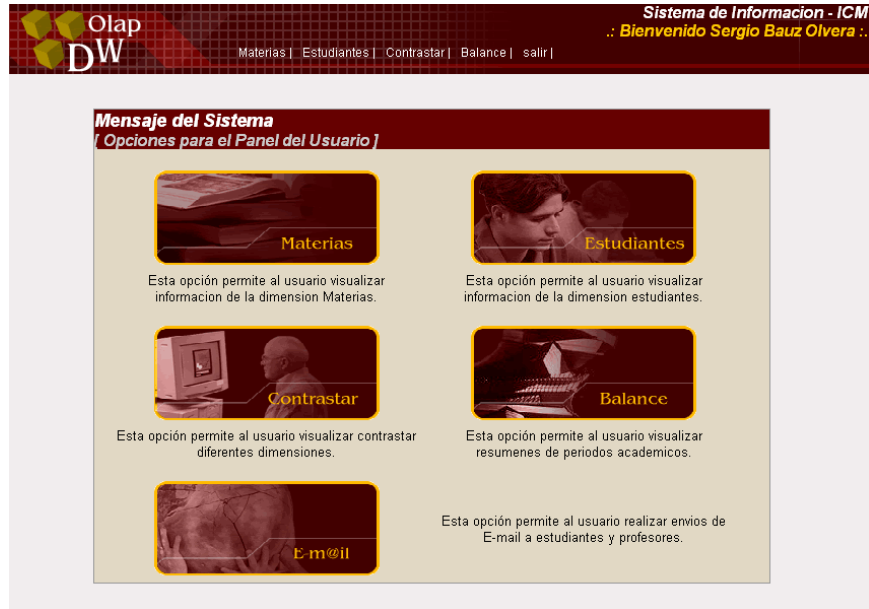 Olap
DW
Sistema de Informacion - ICM
.: Bienvenido Sergio Bauz Olvera :.
Materias | Estudiantes | Contrastar | Balance | salir |
Mensaje del Sistema
[ Opciones para el Panel del Usuario ]
Materias
Estudiantes
Esta opción permite al usuario visualizar
informacion de la dimension Materias.
Esta opción permite al usuario visualizar
informacion de la dimension estudiantes.
Contrastar
Balance
Esta opción permite al usuario visualizar contrastar
diferentes dimensiones.
Esta opción permite al usuario visualizar
resumenes de periodos academicos.
E-m@il
Esta opción permite al usuario realizar envios de
E-mail a estudiantes y profesores.